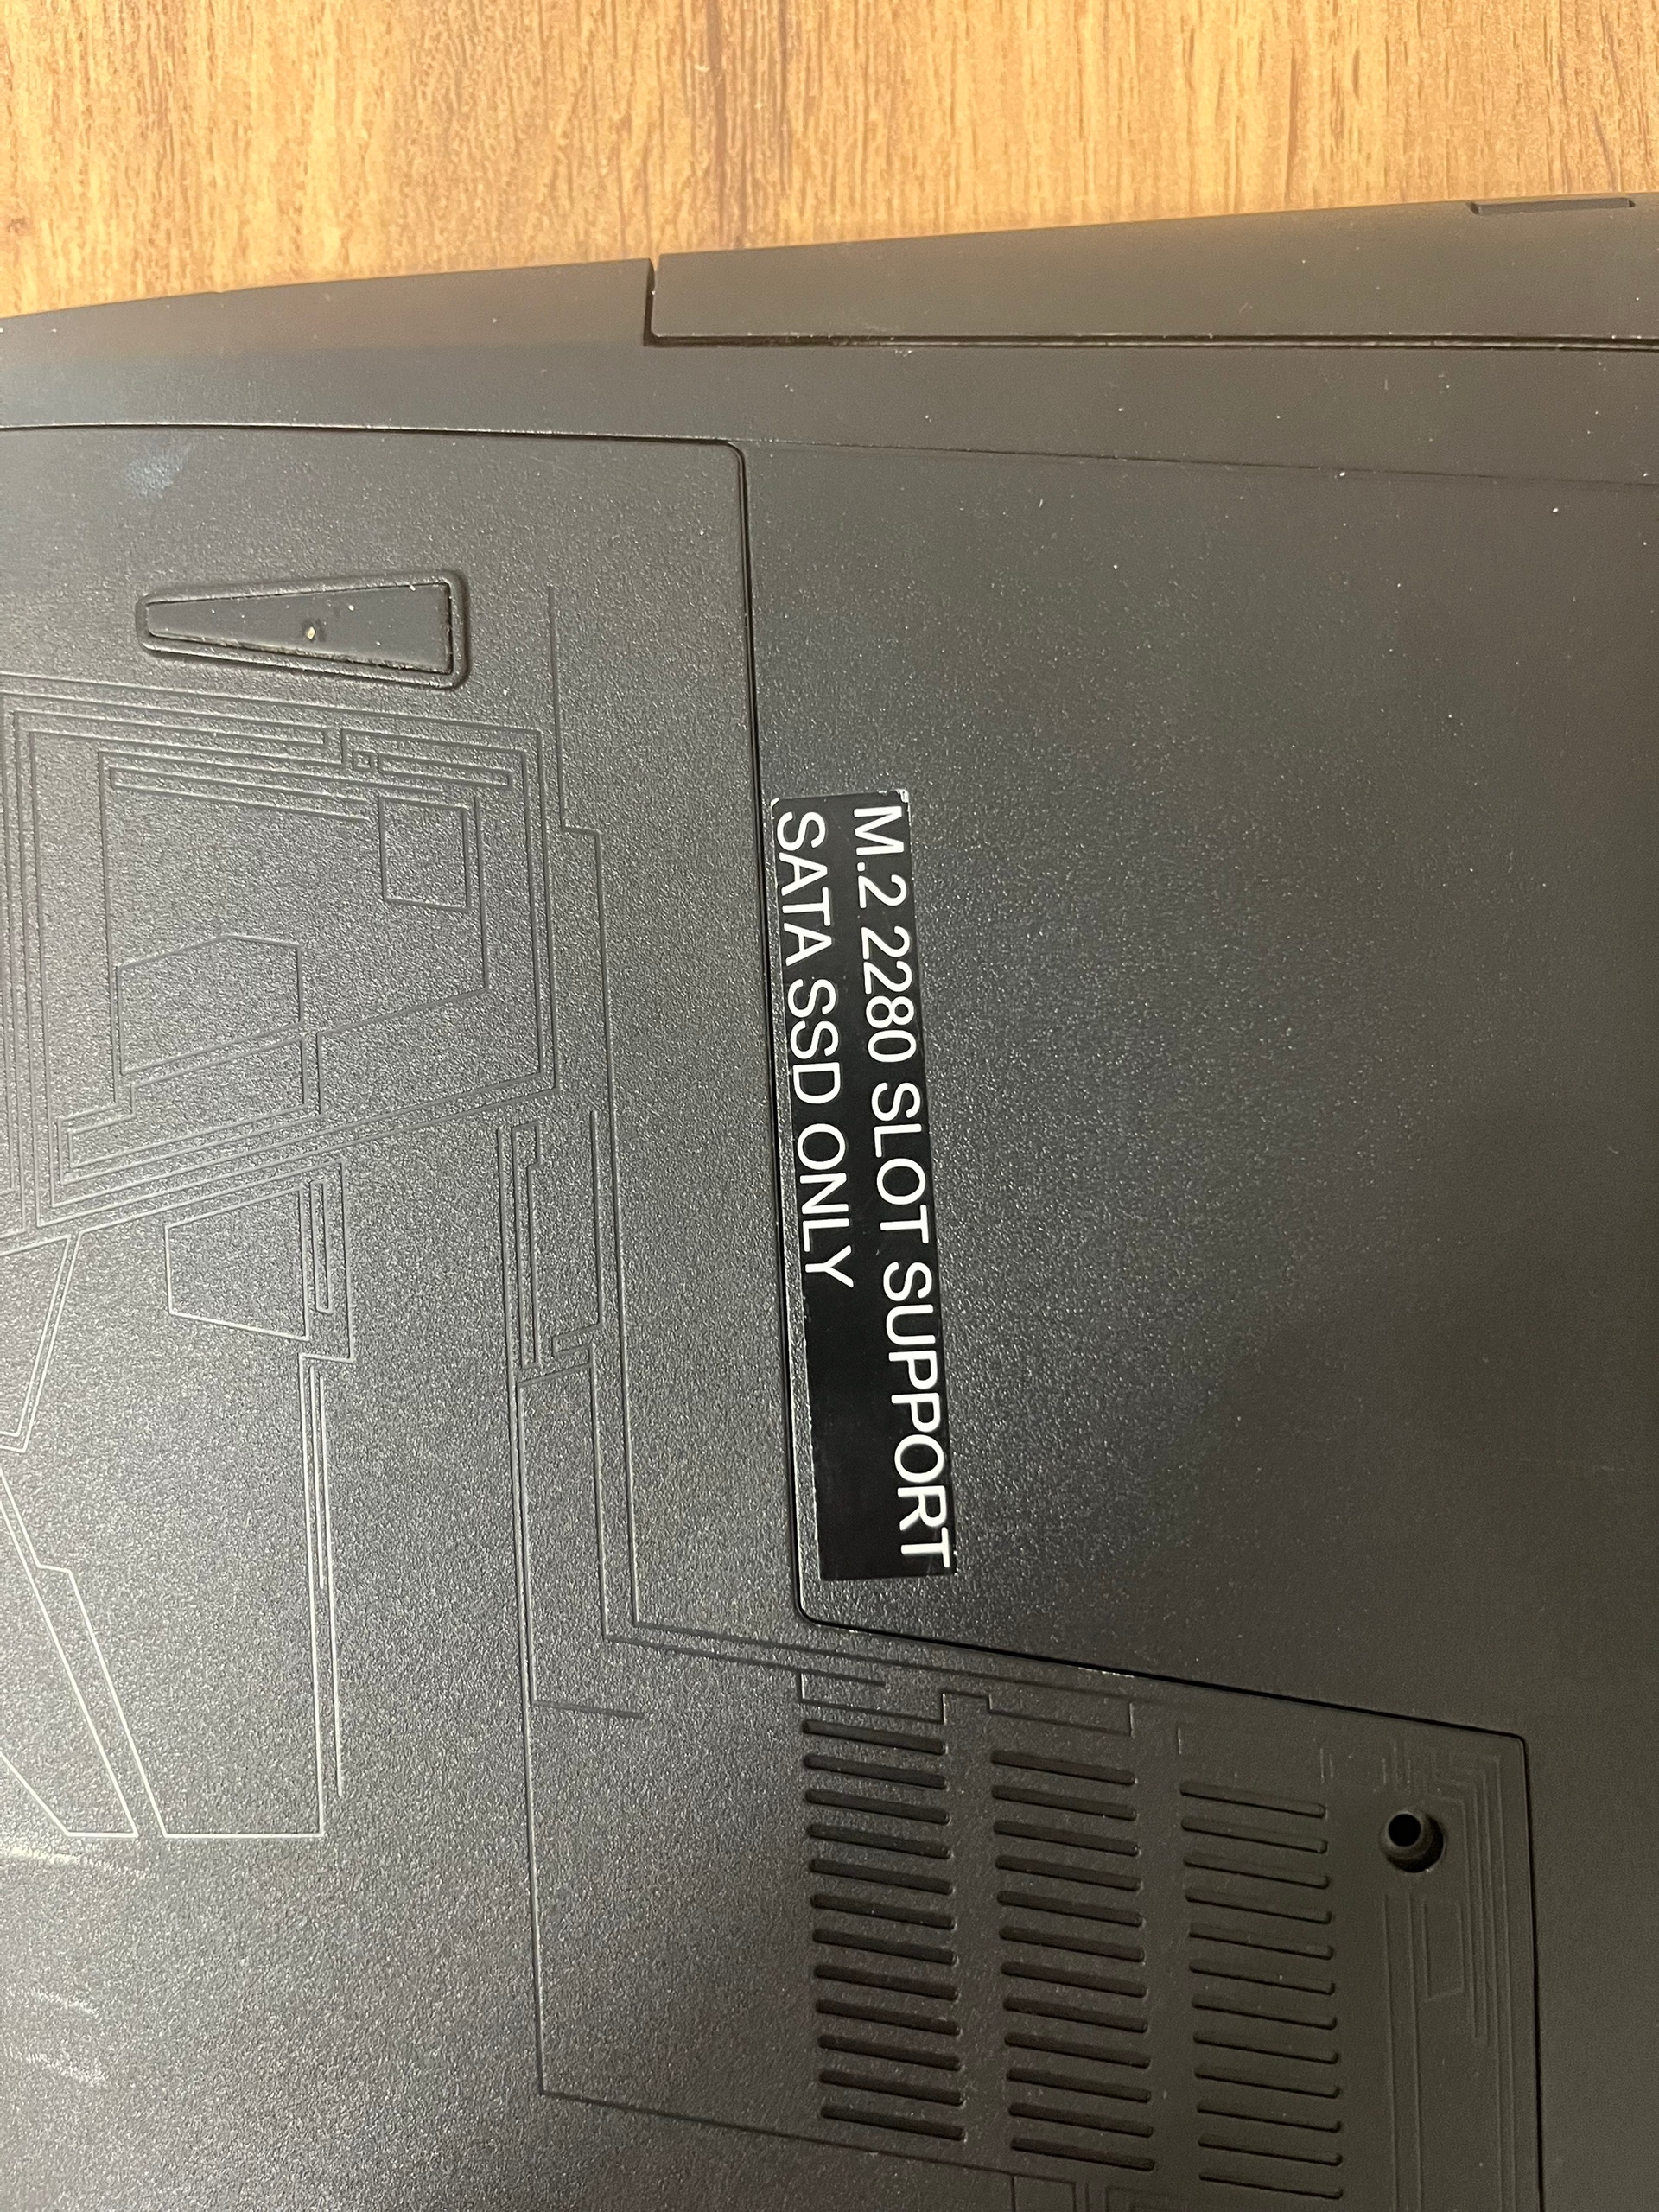 M.2 2280 SLOT SUPPORT
SATA SSD ONLY